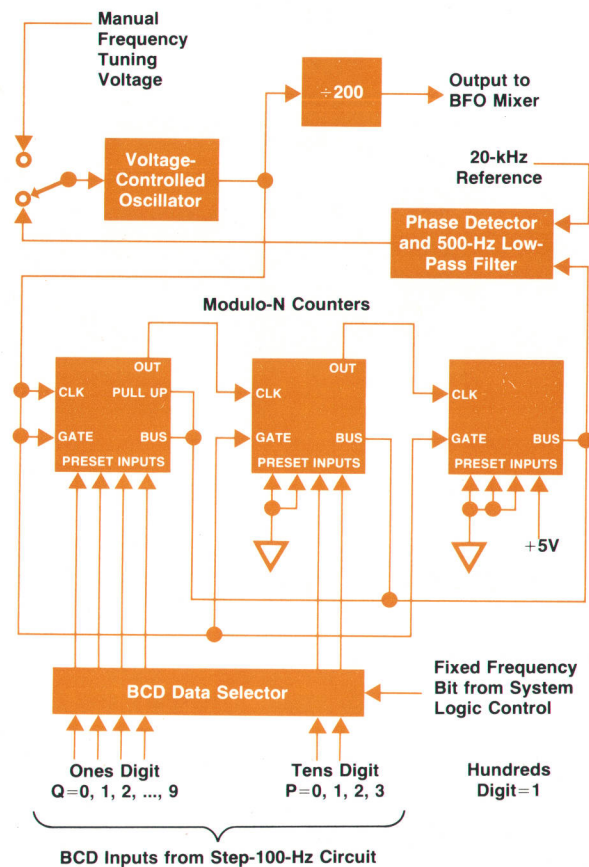 Manual
Frequency
Tuning
Voltage
÷200
Output to
BFO Mixer
Voltage-
Controlled
Oscillator
20-kHz
Reference
Phase Detector
and 500-Hz Low-
Pass Filter
Modulo-N Counters
OUT
CLK PULL UP
GATE BUS
PRESET INPUTS
OUT
CLK
GATE BUS
PRESET INPUTS
CLK
GATE BUS
PRESET INPUTS
+5V
BCD Data Selector
Fixed Frequency
Bit from System
Logic Control
Ones Digit
Q=0, 1, 2, ..., 9
Tens Digit
P=0, 1, 2, 3
Hundreds
Digit=1
BCD Inputs from Step-100-Hz Circuit